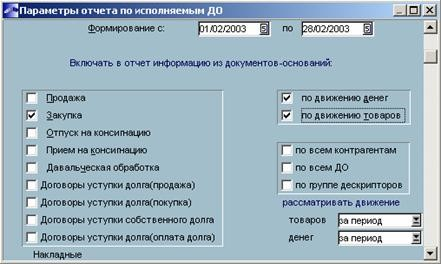 Параметры отчета по исполняемым ДО
Формирование с: 01/02/2003 по 28/02/2003
Включать в отчет информацию из документов-оснований:
Продажа
Закупка
Отпуск на консигнацию
Прием на консигнацию
Давальческая обработка
Договоры уступки долга(продажа)
Договоры уступки долга(покупка)
Договоры уступки собственного долга
Договоры уступки долга(оплата долга)
Накладные
по движению денег
по движению товаров
по всем контрагентам
по всем ДО
по группе дескрипторов
рассматривать движение
товаров за период
денег за период